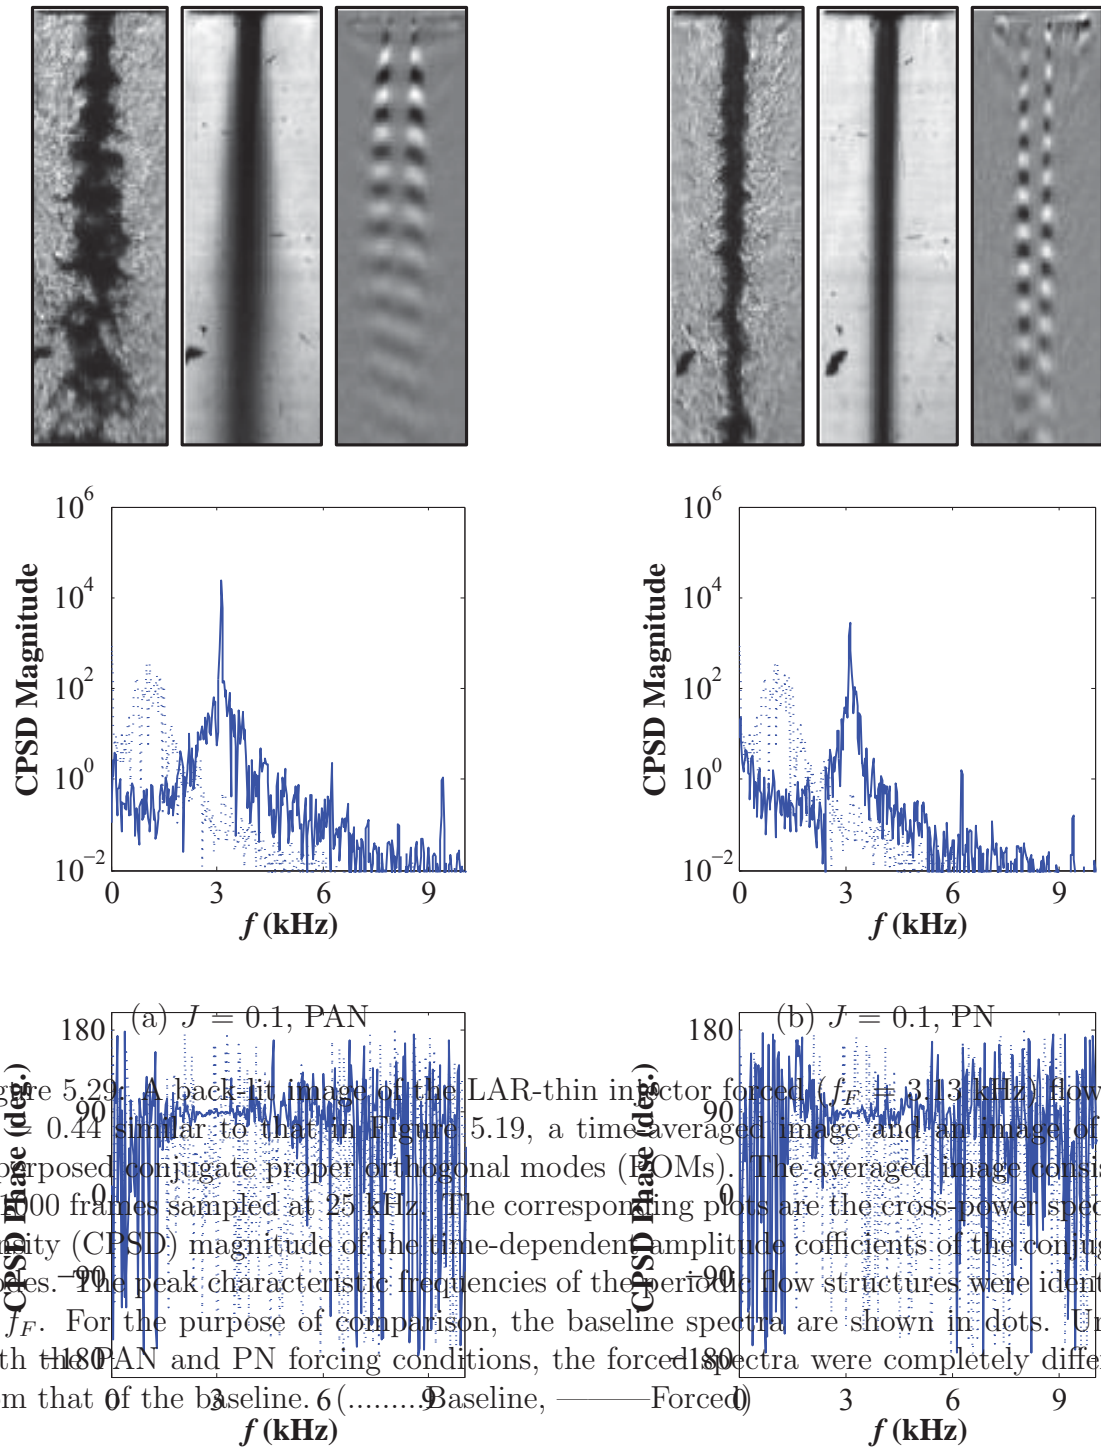 10^6
10^4
10^2
10^0
10^−2
CPSD Magnitude
0 3 6 9
f (kHz)
10^6
10^4
10^2
10^0
10^−2
CPSD Magnitude
0 3 6 9
f (kHz)
(a) J = 0.1, PAN
(b) J = 0.1, PN
180
90
0
−90
−180
CPSD Phase (deg.)
0 3 6 9
f (kHz)
180
90
0
−90
−180
CPSD Phase (deg.)
0 3 6 9
f (kHz)
5.29: A back-lit image of the LAR-thin injector forced (f_F = 3.13 kHz) flow
= 0.44 similar to that in Figure 5.19, a time averaged image and an image of
conjugate proper orthogonal modes (POMs). The averaged image
1000 frames sampled at 25 kHz. The corresponding plots are the cross-power
(CPSD) magnitude of the time-dependent amplitude cofficients of the
The peak characteristic frequencies of the periodic flow structures were
f_F. For the purpose of comparison, the baseline spectra are shown in dots.
the PAN and PN forcing conditions, the forced spectra were completely
that of the baseline. (.........Baseline, ———Forced)